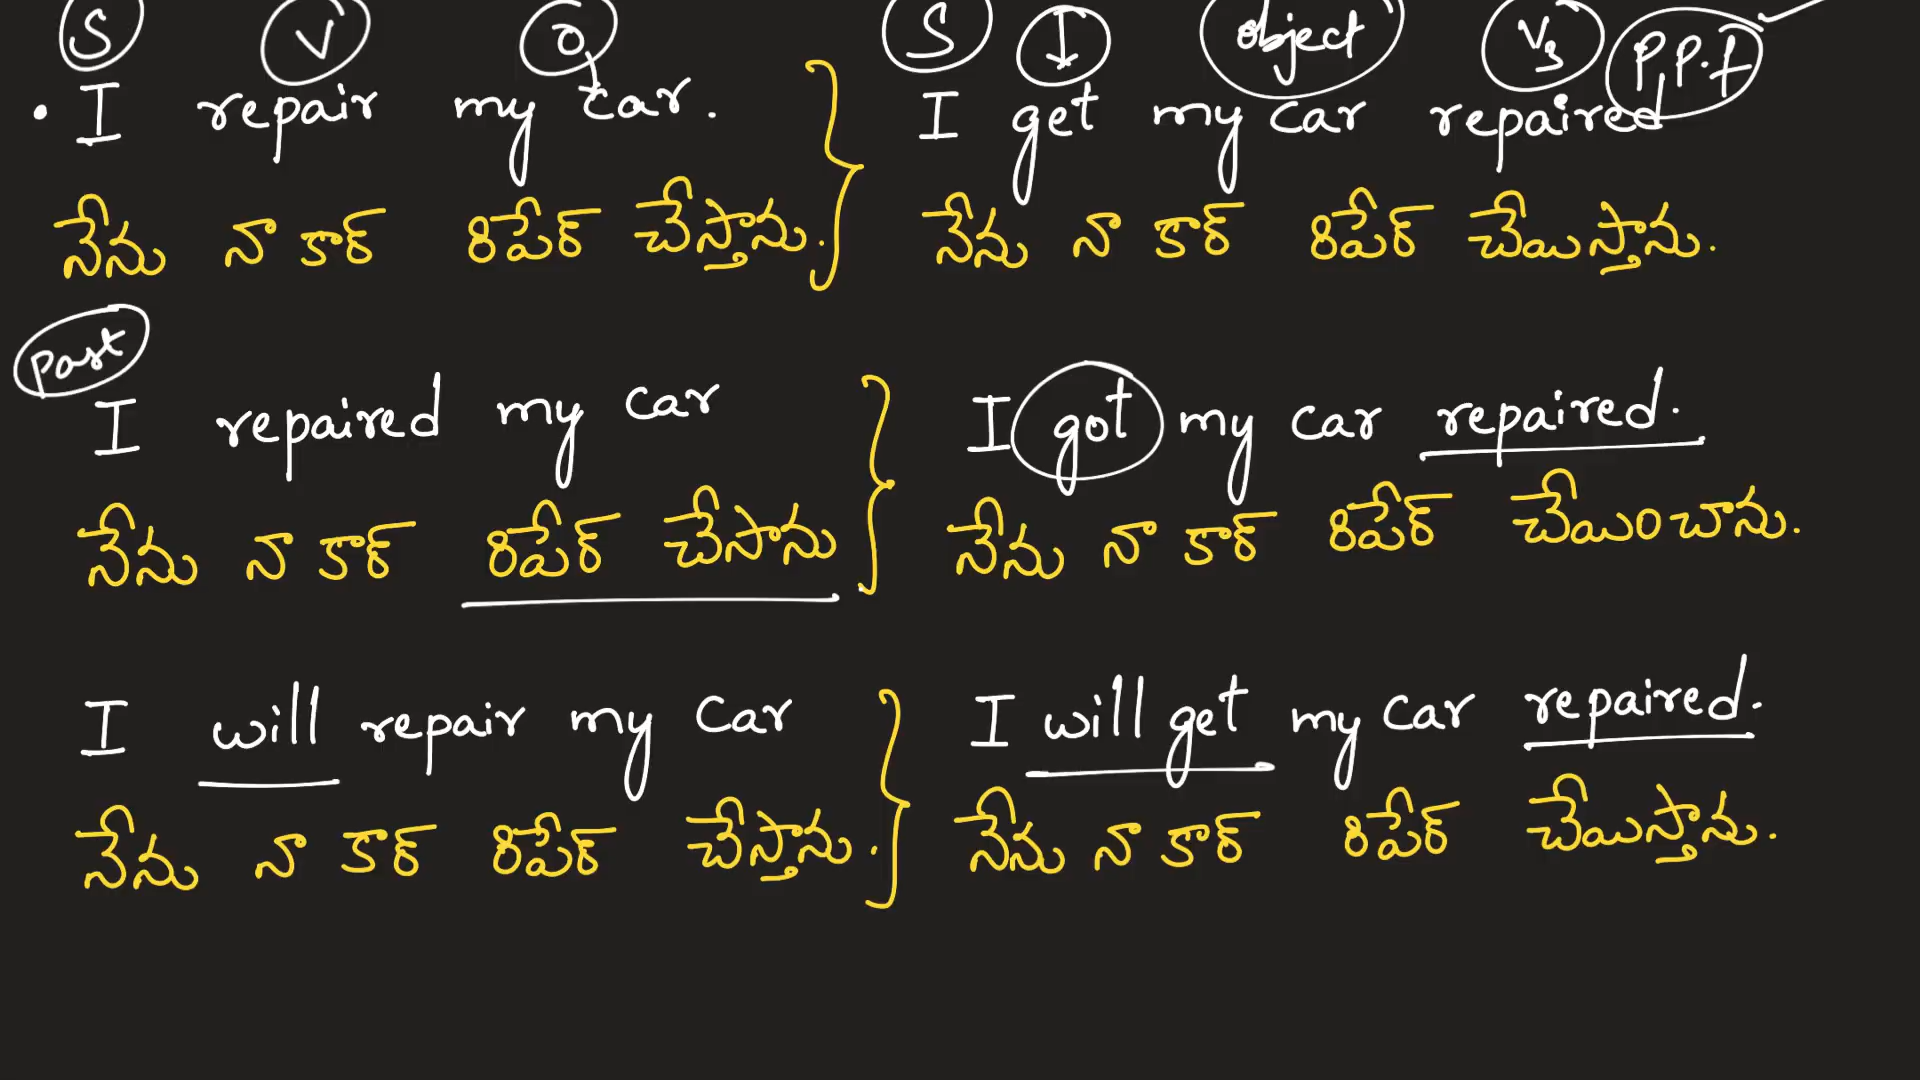 S V O S I object V3 P.P.f
• I repair my car. I get my car repaired
నేను నా కార్ రిపేర్ చేస్తాను. నేను నా కార్ రిపేర్ చేయిస్తాను.
Past
I repaired my car I got my car repaired.
నేను నా కార్ రిపేర్ చేసాను నేను నా కార్ రిపేర్ చేయించాను.
I will repair my car I will get my car repaired.
నేను నా కార్ రిపేర్ చేస్తాను. నేను నా కార్ రిపేర్ చేయిస్తాను.